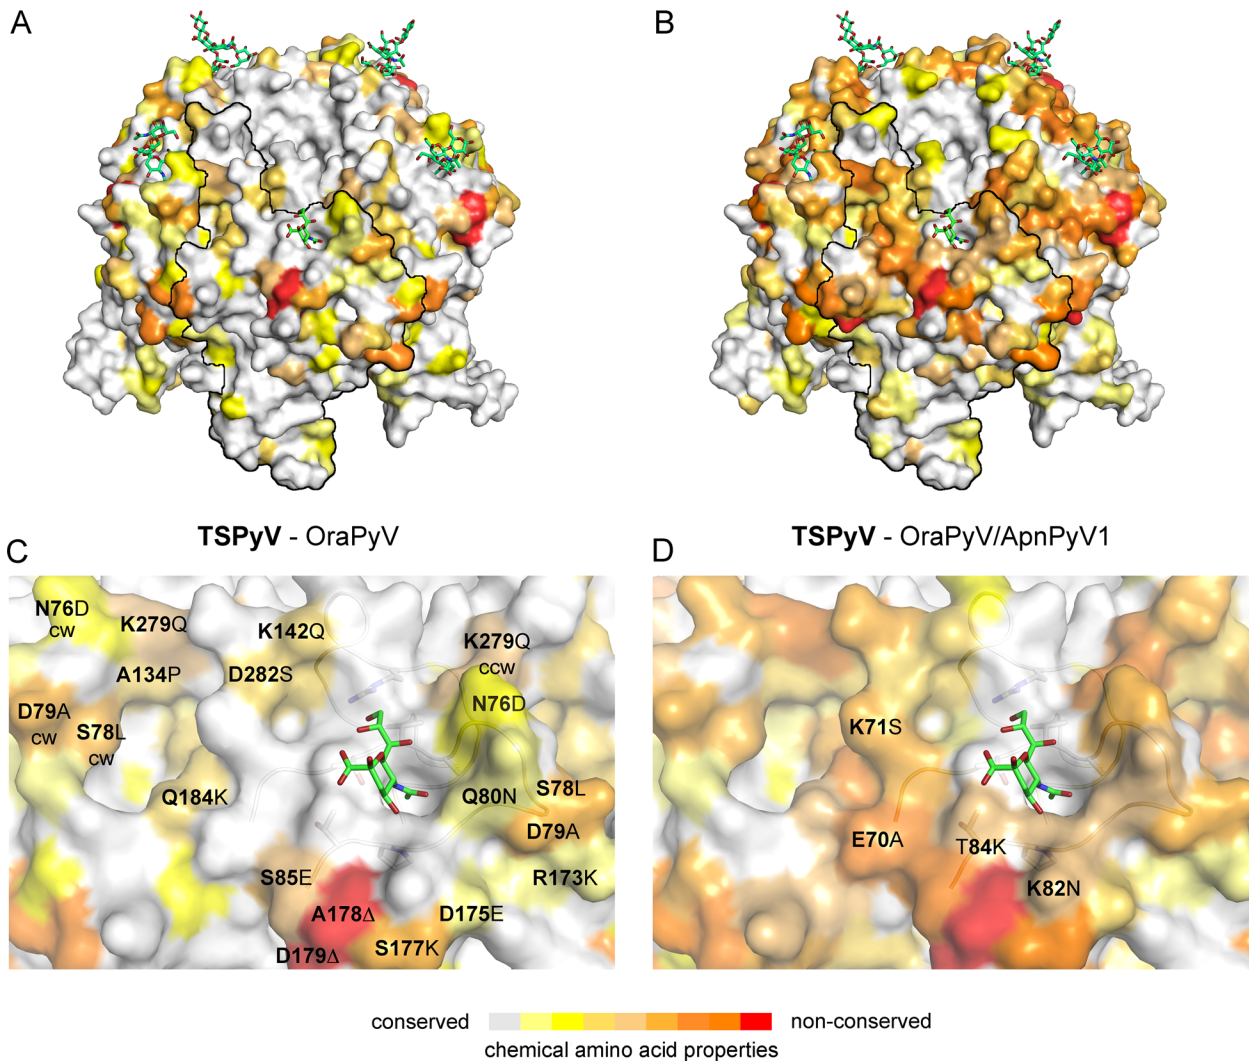 A
B
TSPyV - OraPyV
TSPyV - OraPyV/ApnPyV1
C
D
N76D
CW
K279Q
K142Q
K279Q
CCW
A134P
D282S
N76D
D79A
CW
S78L
CW
K71S
Q184K
Q80N
S78L
D79A
E70A
T84K
S85E
R173K
K82N
A178Δ
D175E
D179Δ
S177K
conserved
non-conserved
chemical amino acid properties